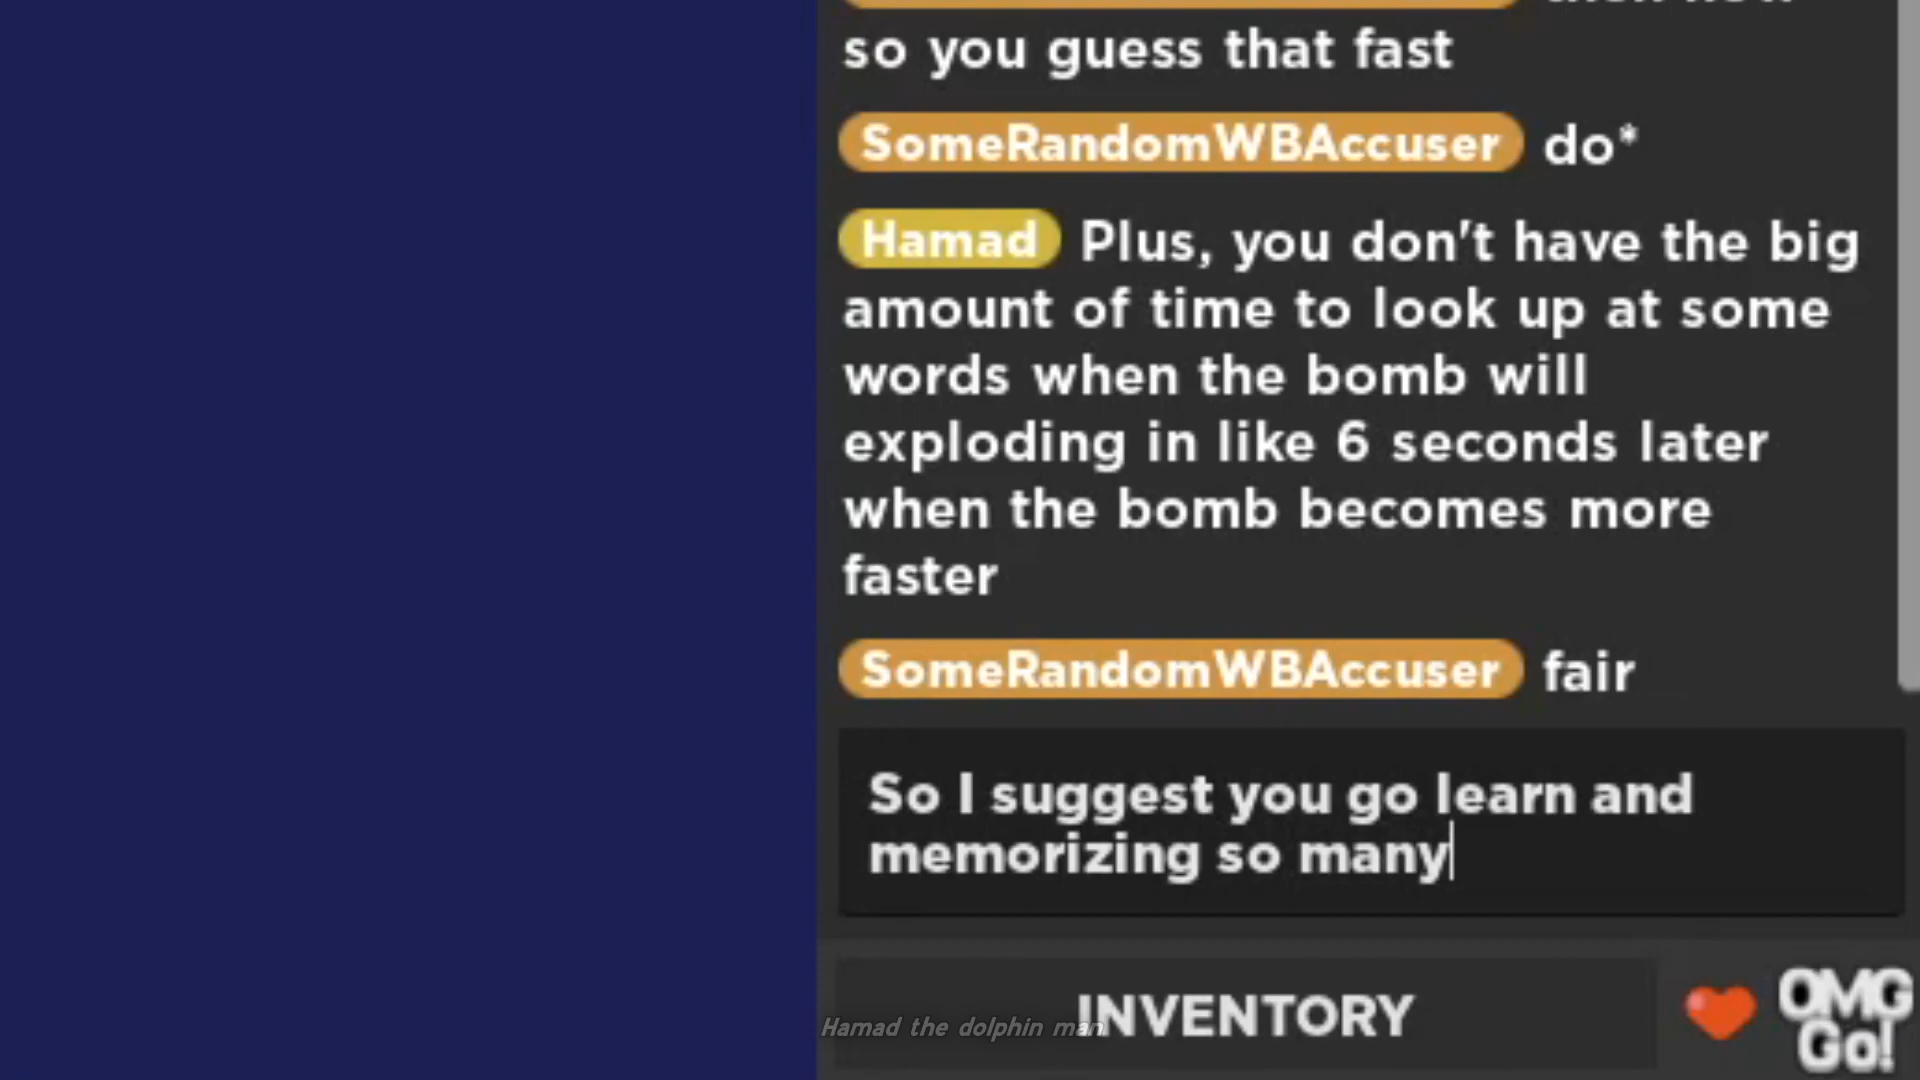 so you guess that fast
SomeRandomWBAccuser do*
Hamad Plus, you don't have the big
amount of time to look up at some
words when the bomb will
exploding in like 6 seconds later
when the bomb becomes more
faster
SomeRandomWBAccuser fair
So I suggest you go learn and
memorizing so many
INVENTORY
Hamad the dolphin man
OMG
Go!